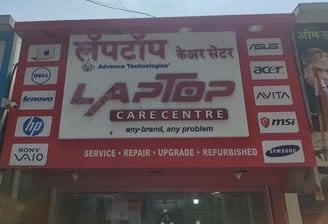 लॅपटॉप केअर सेंटर
Advance Technologies'
LAPTOP
CARE CENTRE
any brand, any problem
SERVICE • REPAIR • UPGRADE • REFURBISHED
DELL
lenovo
hp
SONY
VAIO
ASUS
acer
AVITA
msi
SAMSUNG
ओम